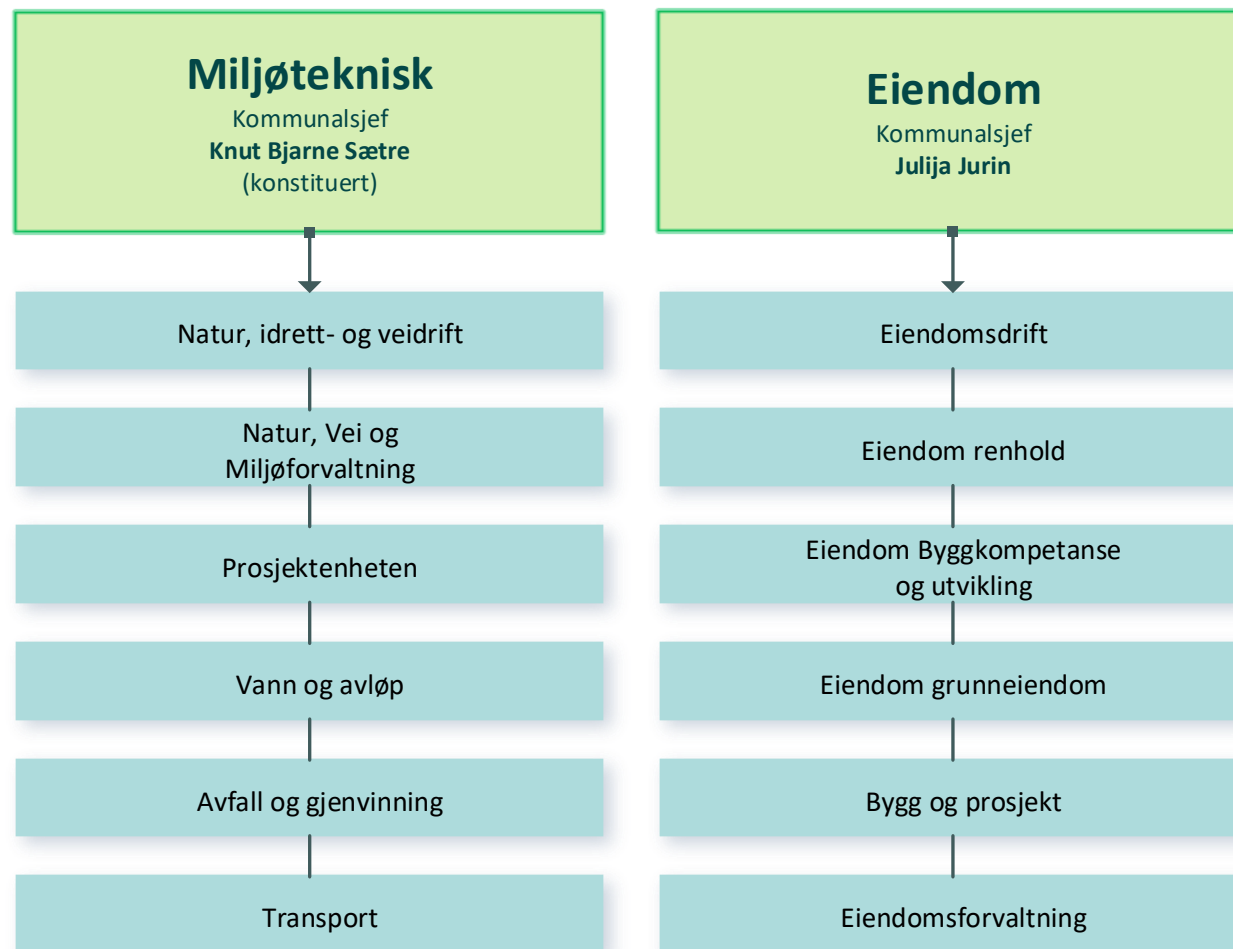 Miljøteknisk
Kommunalsjef
Knut Bjarne Sætre
(konstituert)
Natur, idrett- og veidrift
Natur, Vei og
Miljøforvaltning
Prosjektenheten
Vann og avløp
Avfall og gjenvinning
Transport
Eiendom
Kommunalsjef
Julija Jurin
Eiendomsdrift
Eiendom renhold
Eiendom Byggkompetanse
og utvikling
Eiendom grunneiendom
Bygg og prosjekt
Eiendomsforvaltning